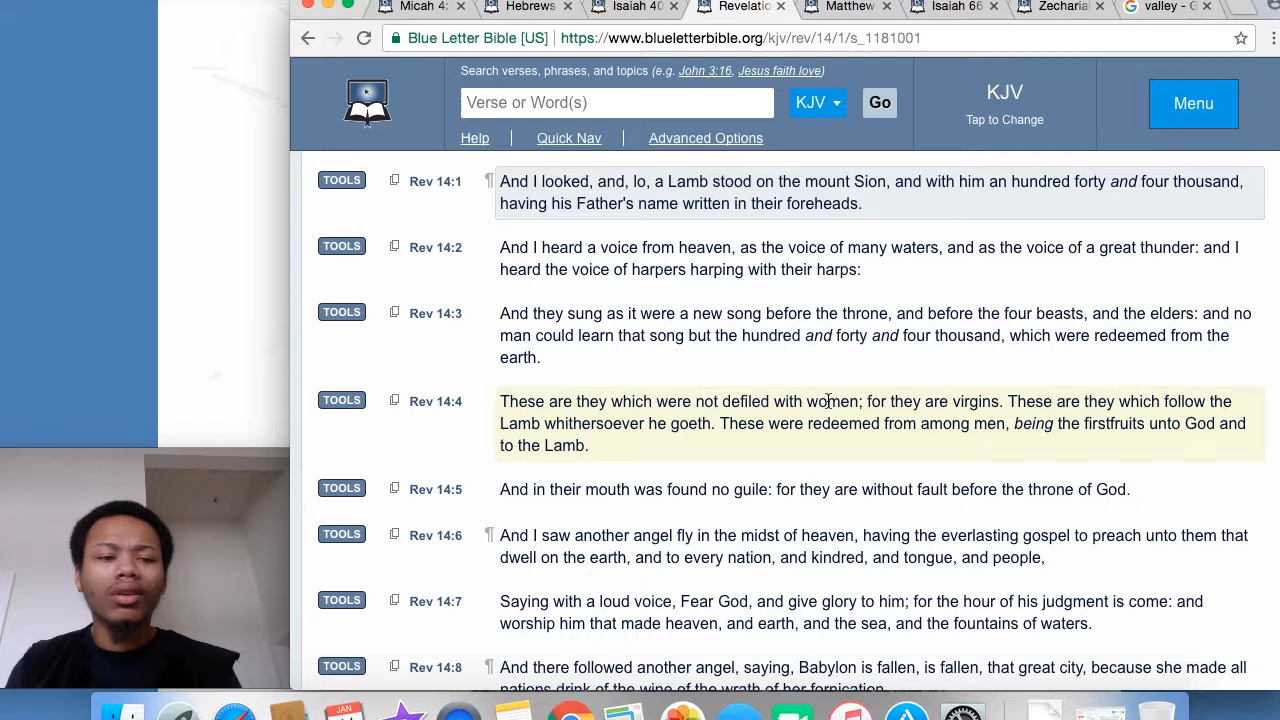 Micah 4:
Hebrews
Isaiah 40
Revelatio
Matthew
Isaiah 66
Zecharia
valley - G
Blue Letter Bible [US] https://www.blueletterbible.org/kjv/rev/14/1/s_1181001
Search verses, phrases, and topics (e.g. John 3:16, Jesus faith love)
Verse or Word(s)
KJV
Go
KJV
Tap to Change
Menu
Help
Quick Nav
Advanced Options
TOOLS Rev 14:1 ¶ And I looked, and, lo, a Lamb stood on the mount Sion, and with him an hundred forty and four thousand,
having his Father's name written in their foreheads.
TOOLS Rev 14:2 And I heard a voice from heaven, as the voice of many waters, and as the voice of a great thunder: and I
heard the voice of harpers harping with their harps:
TOOLS Rev 14:3 And they sung as it were a new song before the throne, and before the four beasts, and the elders: and no
man could learn that song but the hundred and forty and four thousand, which were redeemed from the
earth.
TOOLS Rev 14:4 These are they which were not defiled with women; for they are virgins. These are they which follow the
Lamb whithersoever he goeth. These were redeemed from among men, being the firstfruits unto God and
to the Lamb.
TOOLS Rev 14:5 And in their mouth was found no guile: for they are without fault before the throne of God.
TOOLS Rev 14:6 ¶ And I saw another angel fly in the midst of heaven, having the everlasting gospel to preach unto them that
dwell on the earth, and to every nation, and kindred, and tongue, and people,
TOOLS Rev 14:7 Saying with a loud voice, Fear God, and give glory to him; for the hour of his judgment is come: and
worship him that made heaven, and earth, and the sea, and the fountains of waters.
TOOLS Rev 14:8 ¶ And there followed another angel, saying, Babylon is fallen, is fallen, that great city, because she made all
nations drink of the wine of the wrath of her fornication
JAN